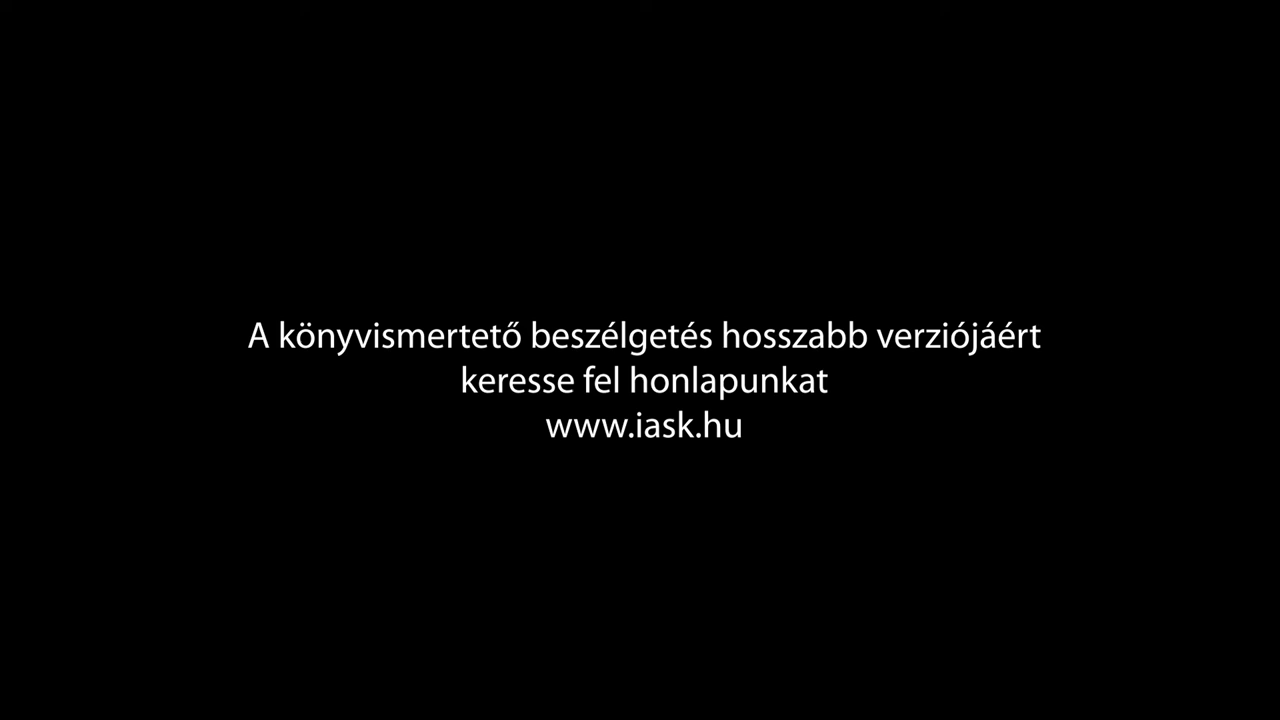 A könyvismertető beszélgetés hosszabb verziójáért
keresse fel honlapunkat
www.iask.hu